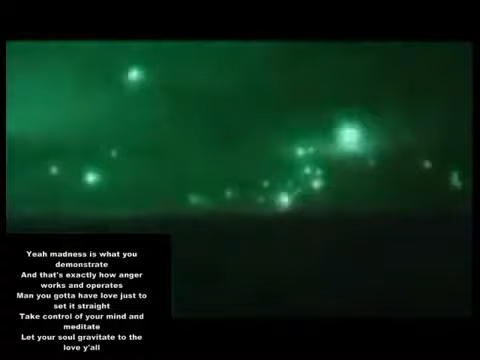 Yeah madness is what you
demonstrate
And that's exactly how anger
works and operates
Man you gotta have love just to
set it straight
Take control of your mind and
meditate
Let your soul gravitate to the
love y'all